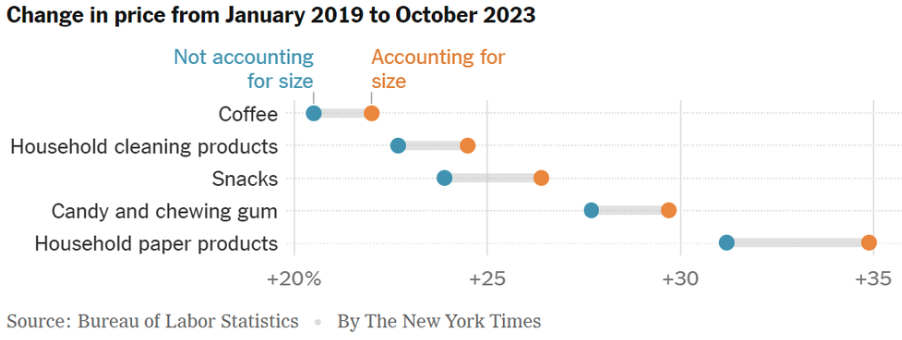 Change in price from January 2019 to October 2023
Not accounting for size
Accounting for size
Coffee
Household cleaning products
Snacks
Candy and chewing gum
Household paper products
+20% +25 +30 +35
Source: Bureau of Labor Statistics • By The New York Times